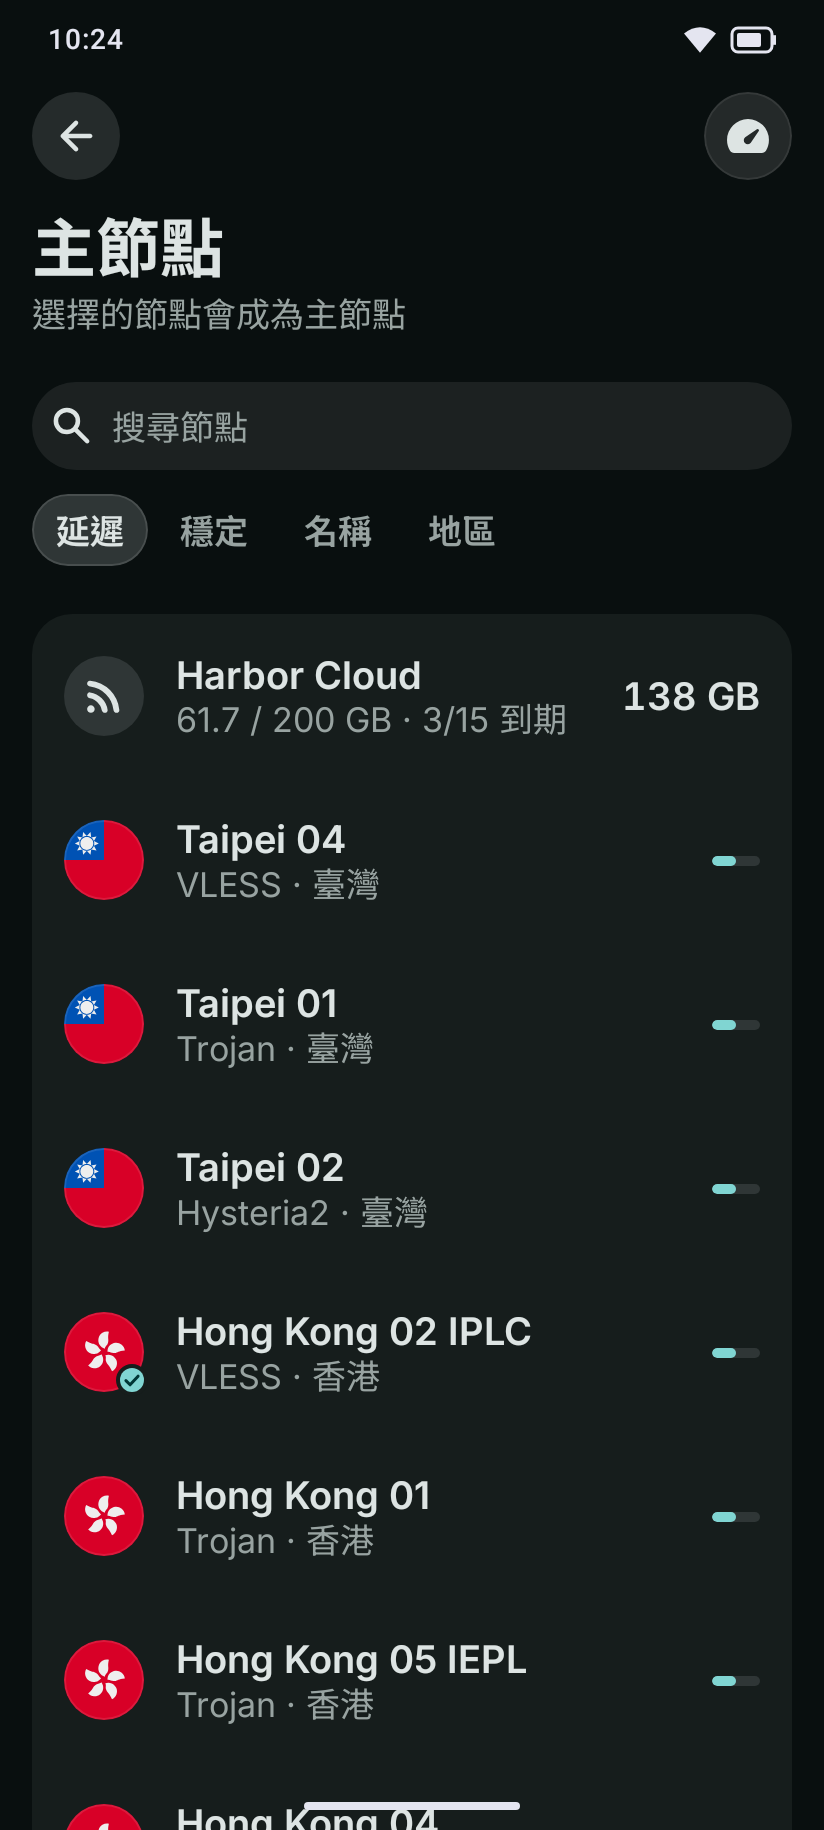 10:24
主節點
選擇的節點會成為主節點
搜尋節點
延遲
穩定
名稱
地區
Harbor Cloud
61.7 / 200 GB · 3/15 到期
138 GB
Taipei 04
VLESS · 臺灣
Taipei 01
Trojan · 臺灣
Taipei 02
Hysteria2 · 臺灣
Hong Kong 02 IPLC
VLESS · 香港
Hong Kong 01
Trojan · 香港
Hong Kong 05 IEPL
Trojan · 香港
Hong Kong 04